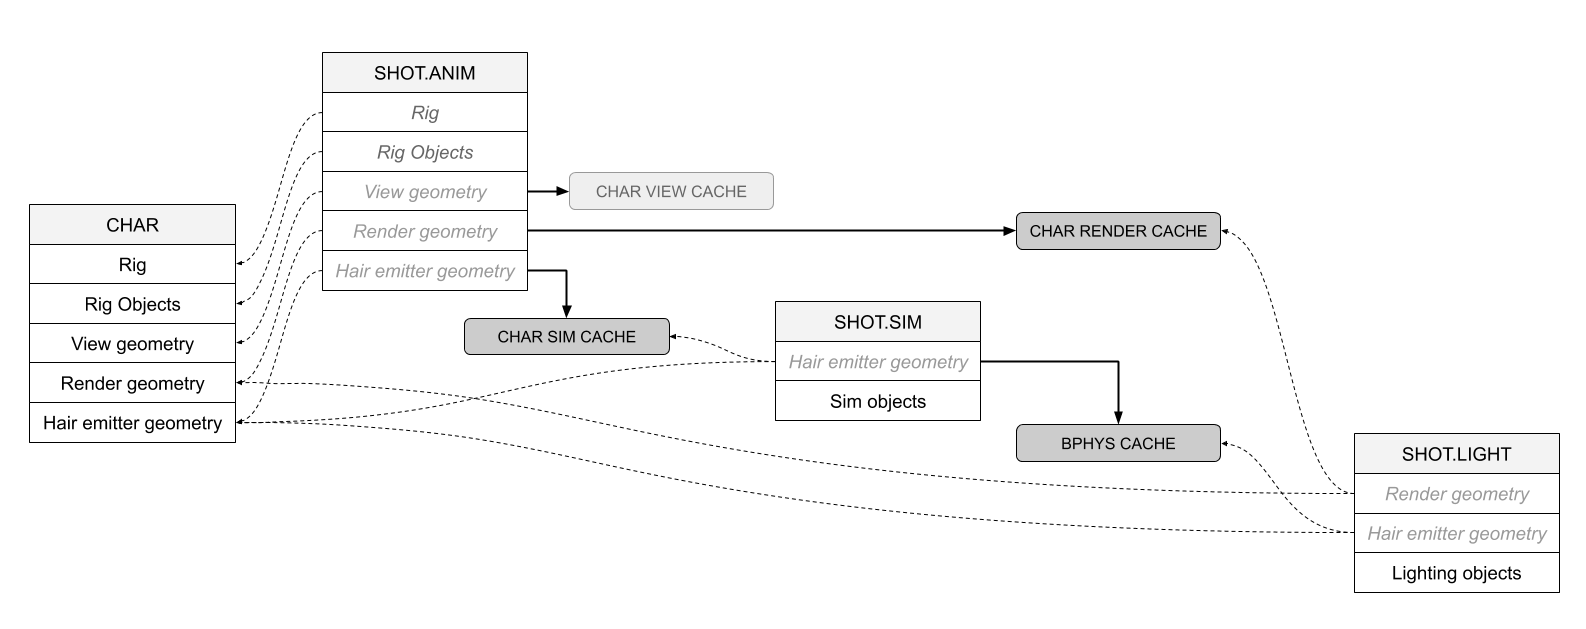 SHOT.ANIM
Rig
Rig Objects
View geometry
Render geometry
Hair emitter geometry
CHAR VIEW CACHE
CHAR RENDER CACHE
CHAR
Rig
Rig Objects
View geometry
Render geometry
Hair emitter geometry
CHAR SIM CACHE
SHOT.SIM
Hair emitter geometry
Sim objects
BPHYS CACHE
SHOT.LIGHT
Render geometry
Hair emitter geometry
Lighting objects